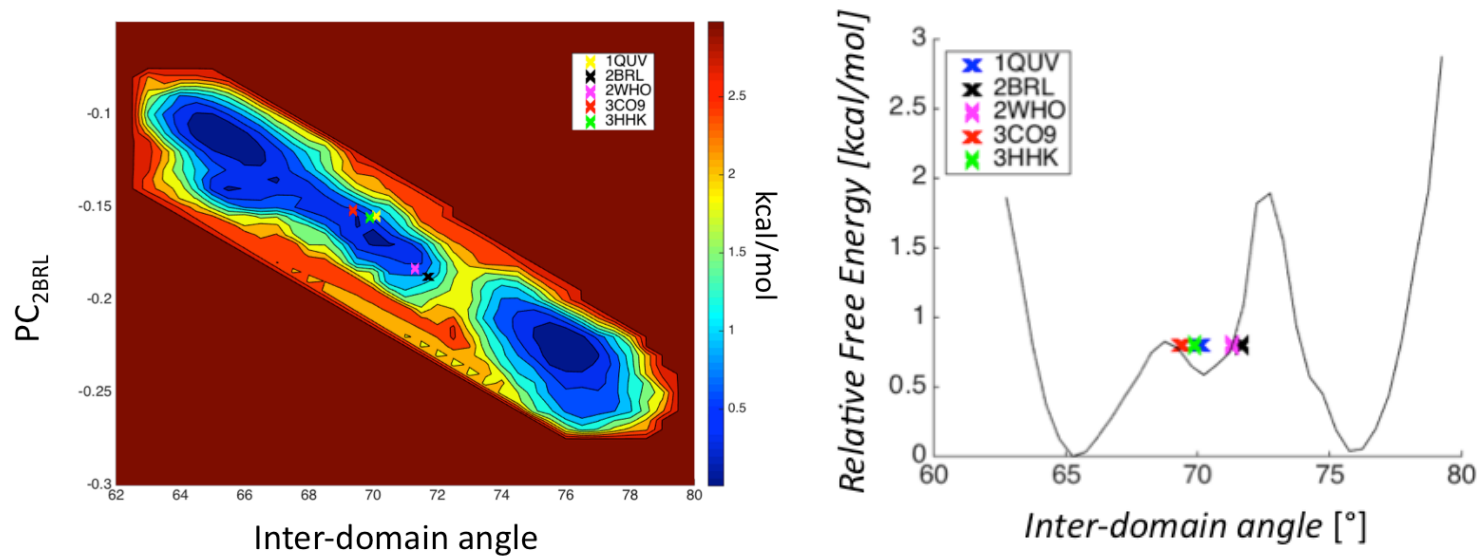 1QUV
2BRL
2WHO
3CO9
3HHK
-0.1
-0.15
-0.2
-0.25
-0.3
62 64 66 68 70 72 74 76 78 80
PC2BRL
Inter-domain angle
2.5
2
1.5
1
0.5
kcal/mol
Relative Free Energy [kcal/mol]
3
2.5
2
1.5
1
0.5
0
1QUV
2BRL
2WHO
3CO9
3HHK
60 65 70 75 80
Inter-domain angle [°]